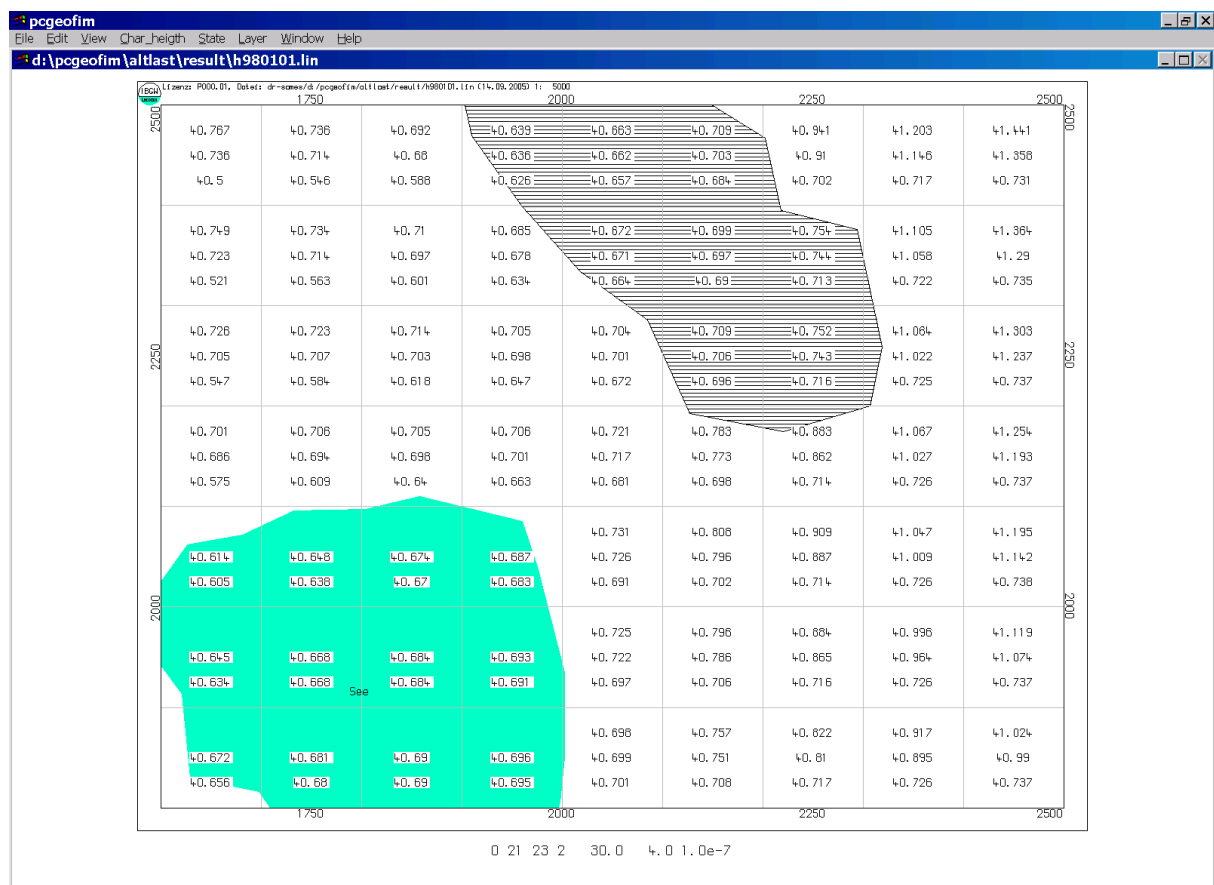 pcgeofim
File Edit View Char_heigth State Layer Window Help
d:\pcgeofim\altlast\result\h980101.lin
IBGW Lizenz: P000.01, Datei: dr-sames/d:/pcgeofim/altlast/result/h980101.lin (14.09.2005) 1: 5000
1750 2000 2250 2500
2500 2500
40.767 40.736 40.692 40.639 40.663 40.709 40.941 41.203 41.441
40.736 40.714 40.68 40.636 40.662 40.703 40.91 41.146 41.358
40.5 40.546 40.588 40.626 40.657 40.684 40.702 40.717 40.731
40.749 40.734 40.71 40.685 40.672 40.699 40.754 41.105 41.364
40.723 40.714 40.697 40.678 40.671 40.697 40.744 41.058 41.29
40.521 40.563 40.601 40.634 40.664 40.69 40.713 40.722 40.735
40.726 40.723 40.714 40.705 40.704 40.709 40.752 41.064 41.303
2250 40.705 40.707 40.703 40.698 40.701 40.706 40.743 41.022 41.237 2250
40.547 40.584 40.618 40.647 40.672 40.696 40.716 40.725 40.737
40.701 40.706 40.705 40.706 40.721 40.783 40.883 41.067 41.254
40.686 40.694 40.698 40.701 40.717 40.773 40.862 41.027 41.193
40.575 40.609 40.64 40.663 40.681 40.698 40.714 40.726 40.737
40.731 40.808 40.909 41.047 41.195
40.614 40.648 40.674 40.687 40.726 40.796 40.887 41.009 41.142
40.605 40.638 40.67 40.683 40.691 40.702 40.714 40.726 40.738
2000 2000
40.725 40.796 40.884 40.996 41.119
40.645 40.668 40.684 40.693 40.722 40.786 40.865 40.964 41.074
40.634 40.668 40.684 40.691 40.697 40.706 40.716 40.726 40.737
See
40.698 40.757 40.822 40.917 41.024
40.672 40.681 40.69 40.696 40.699 40.751 40.81 40.895 40.99
40.656 40.68 40.69 40.695 40.701 40.708 40.717 40.726 40.737
1750 2000 2250 2500
0 21 23 2 30.0 4.0 1.0e-7